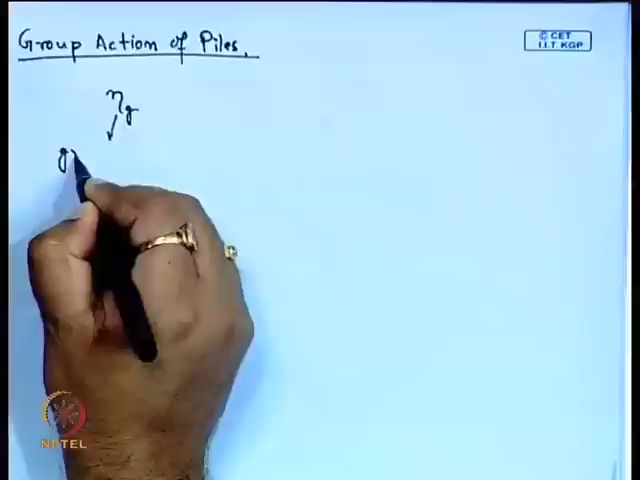 Group Action of Piles.
© CET
I.I.T. KGP
ηg
g
NPTEL